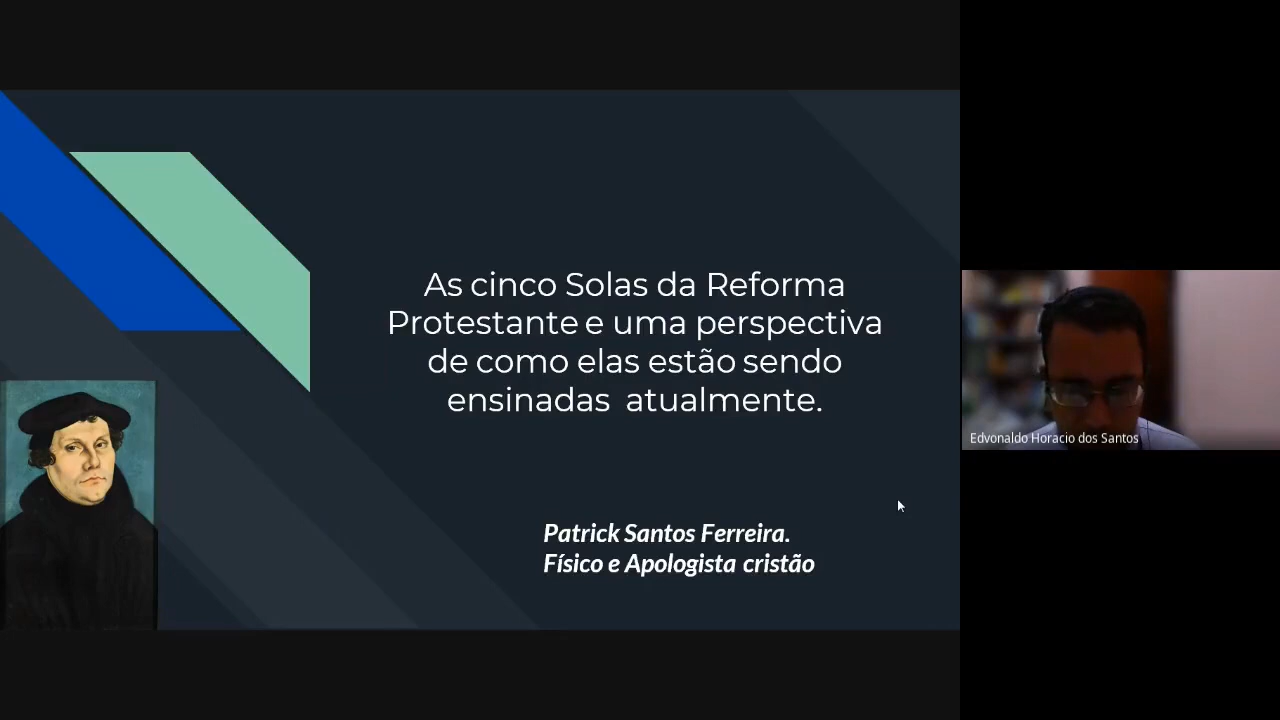 As cinco Solas da Reforma
Protestante e uma perspectiva
de como elas estão sendo
ensinadas atualmente.
Patrick Santos Ferreira.
Físico e Apologista cristão
Edvonaldo Horacio dos Santos